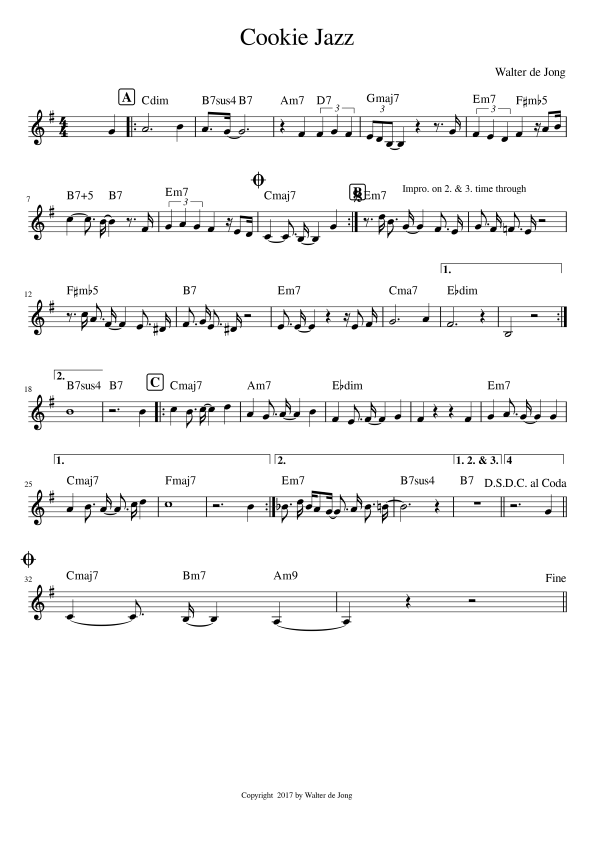 Cookie Jazz
Walter de Jong
A Cdim B7sus4 B7 Am7 D7 Gmaj7 Em7 F♯m♭5
3 3 3
7 B7+5 B7 Em7 Cmaj7 B Em7 Impro. on 2. & 3. time through
3
1.
12 F♯m♭5 B7 Em7 Cma7 E♭dim
2.
18 B7sus4 B7 C Cmaj7 Am7 E♭dim Em7
1. 2. 1. 2. & 3. 4
25 Cmaj7 Fmaj7 Em7 B7sus4 B7 D.S.D.C. al Coda
32 Cmaj7 Bm7 Am9 Fine
Copyright 2017 by Walter de Jong